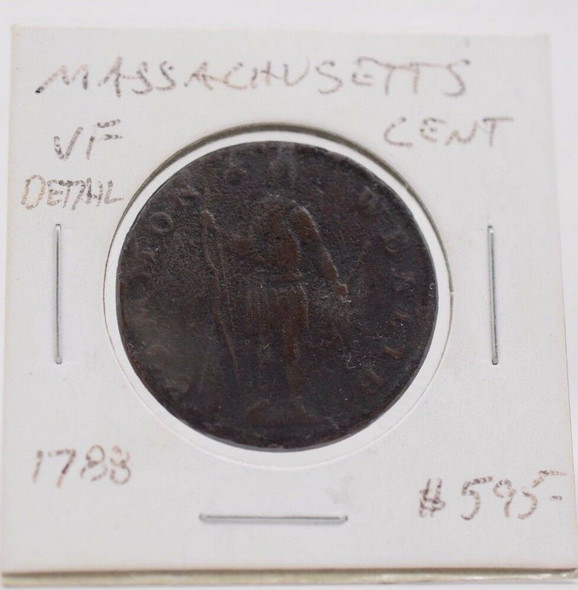 MASSACHUSETTS
VF CENT
DETAIL
1788
$595-